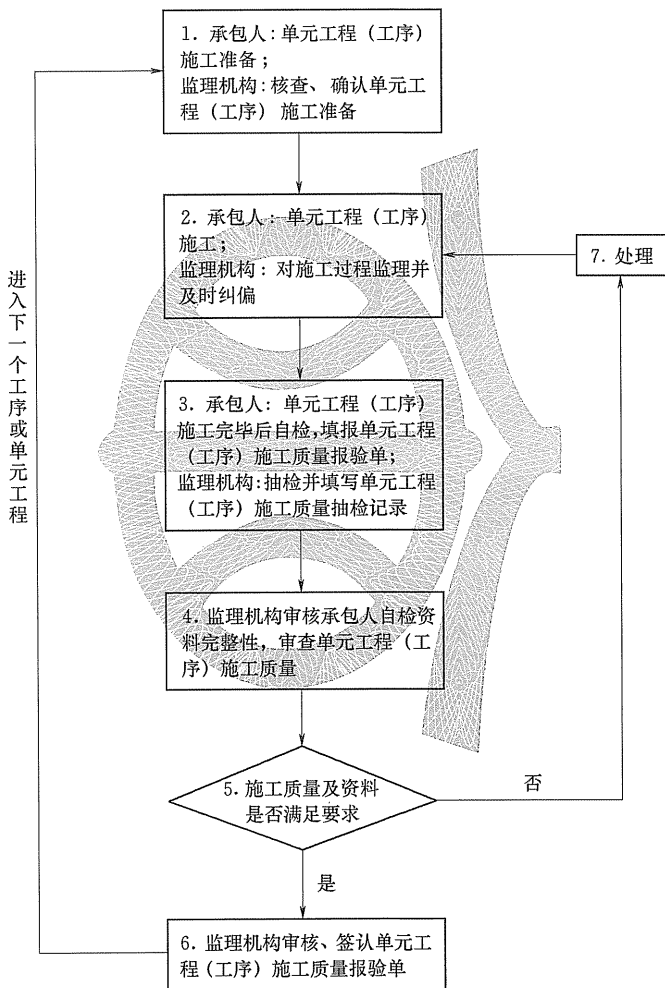 1. 承包人:单元工程（工序）
施工准备；
监理机构:核查、确认单元工
程（工序）施工准备
2. 承包人：单元工程（工序）
施工；
监理机构：对施工过程监理并
及时纠偏
7. 处理
进入下一个工序或单元工程
3. 承包人：单元工程（工序）
施工完毕后自检,填报单元工程
（工序）施工质量报验单；
监理机构:抽检并填写单元工程
（工序）施工质量抽检记录
4. 监理机构审核承包人自检资
料完整性，审查单元工程（工
序）施工质量
5. 施工质量及资料
是否满足要求
否
是
6. 监理机构审核、签认单元工
程（工序）施工质量报验单